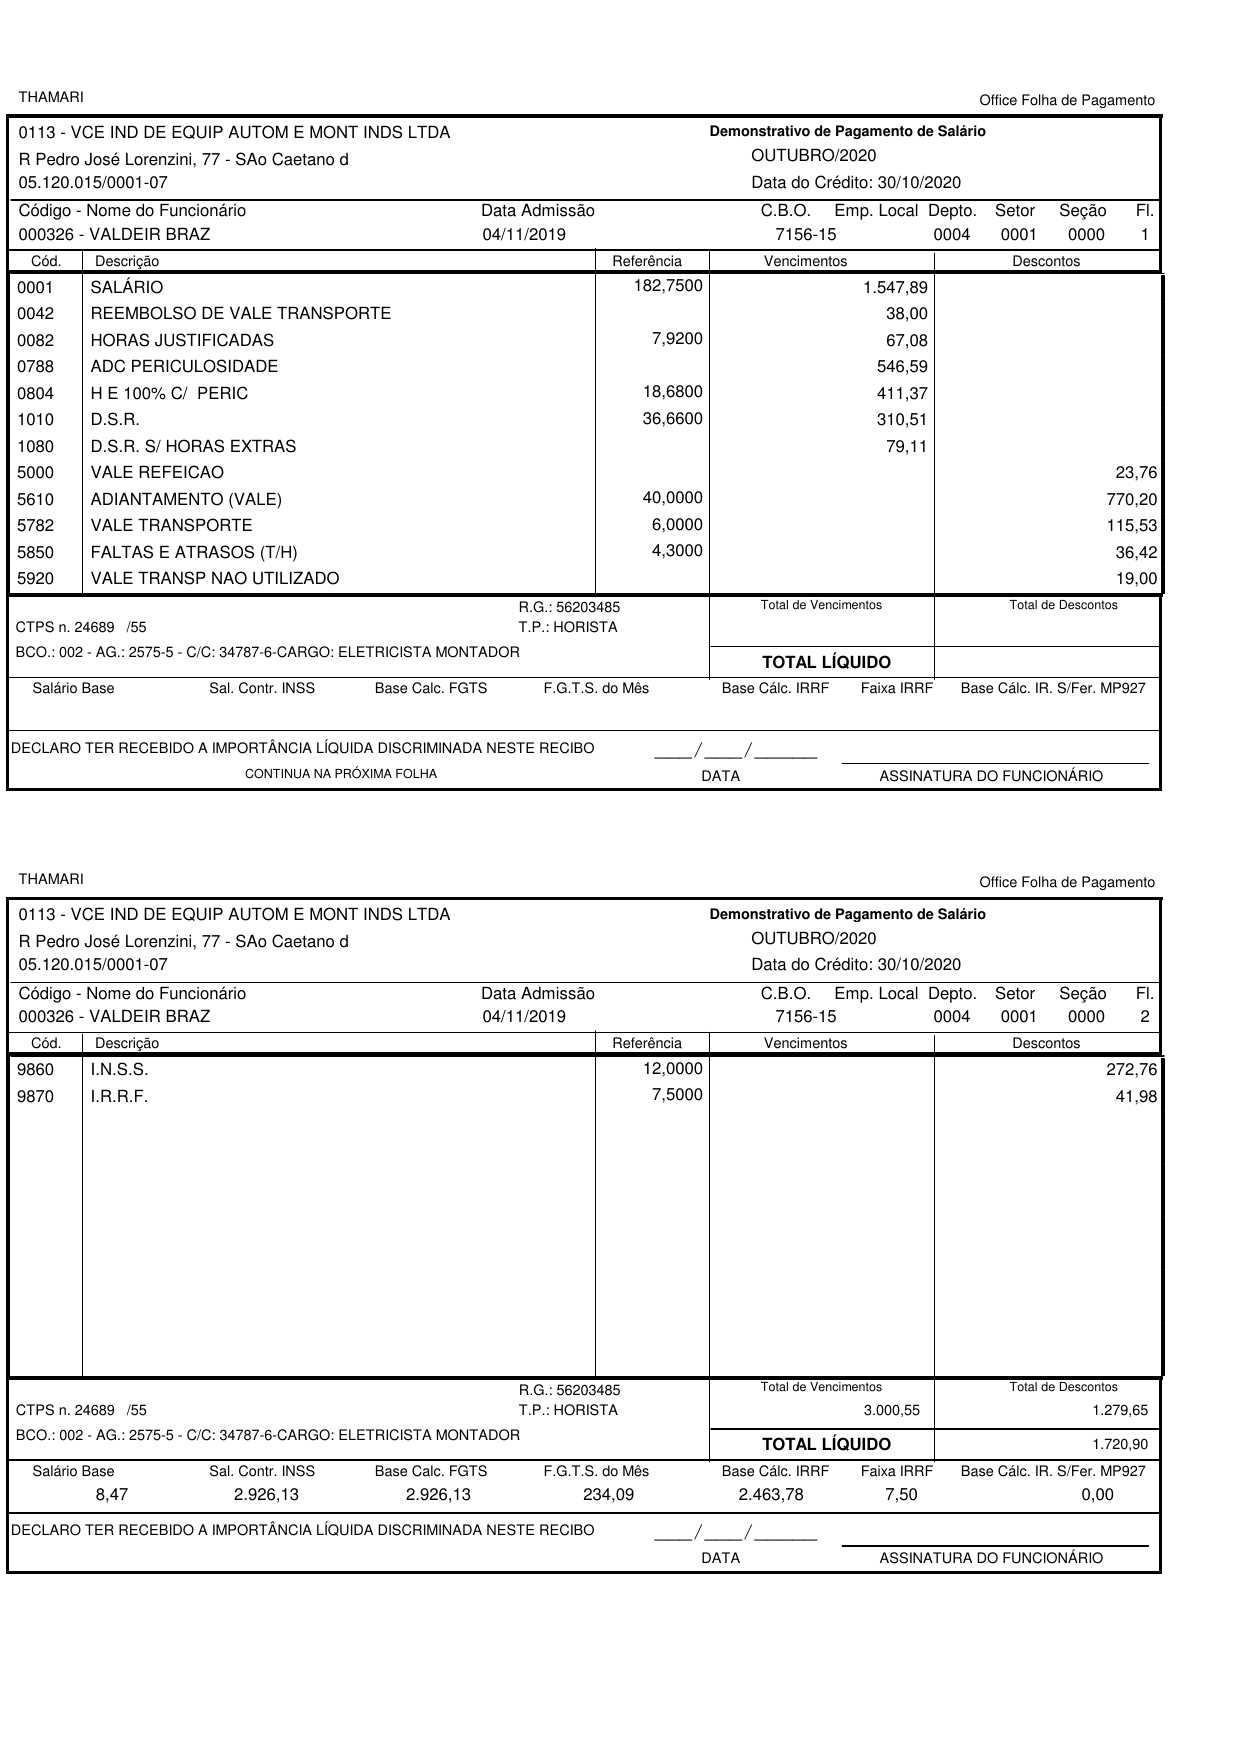 THAMARI
Office Folha de Pagamento
0113 - VCE IND DE EQUIP AUTOM E MONT INDS LTDA Demonstrativo de Pagamento de Salário
R Pedro José Lorenzini, 77 - SAo Caetano d OUTUBRO/2020
05.120.015/0001-07 Data do Crédito: 30/10/2020
Código - Nome do Funcionário Data Admissão C.B.O. Emp. Local Depto. Setor Seção Fl.
000326 - VALDEIR BRAZ 04/11/2019 7156-15 0004 0001 0000 1
Cód. Descrição Referência Vencimentos Descontos
0001 SALÁRIO 182,7500 1.547,89
0042 REEMBOLSO DE VALE TRANSPORTE 38,00
0082 HORAS JUSTIFICADAS 7,9200 67,08
0788 ADC PERICULOSIDADE 546,59
0804 H E 100% C/ PERIC 18,6800 411,37
1010 D.S.R. 36,6600 310,51
1080 D.S.R. S/ HORAS EXTRAS 79,11
5000 VALE REFEICAO 23,76
5610 ADIANTAMENTO (VALE) 40,0000 770,20
5782 VALE TRANSPORTE 6,0000 115,53
5850 FALTAS E ATRASOS (T/H) 4,3000 36,42
5920 VALE TRANSP NAO UTILIZADO 19,00
R.G.: 56203485 Total de Vencimentos Total de Descontos
CTPS n. 24689 /55 T.P.: HORISTA
BCO.: 002 - AG.: 2575-5 - C/C: 34787-6-CARGO: ELETRICISTA MONTADOR
TOTAL LÍQUIDO
Salário Base Sal. Contr. INSS Base Calc. FGTS F.G.T.S. do Mês Base Cálc. IRRF Faixa IRRF Base Cálc. IR. S/Fer. MP927
DECLARO TER RECEBIDO A IMPORTÂNCIA LÍQUIDA DISCRIMINADA NESTE RECIBO ____/____/_______
CONTINUA NA PRÓXIMA FOLHA DATA ASSINATURA DO FUNCIONÁRIO
THAMARI
Office Folha de Pagamento
0113 - VCE IND DE EQUIP AUTOM E MONT INDS LTDA Demonstrativo de Pagamento de Salário
R Pedro José Lorenzini, 77 - SAo Caetano d OUTUBRO/2020
05.120.015/0001-07 Data do Crédito: 30/10/2020
Código - Nome do Funcionário Data Admissão C.B.O. Emp. Local Depto. Setor Seção Fl.
000326 - VALDEIR BRAZ 04/11/2019 7156-15 0004 0001 0000 2
Cód. Descrição Referência Vencimentos Descontos
9860 I.N.S.S. 12,0000 272,76
9870 I.R.R.F. 7,5000 41,98
R.G.: 56203485 Total de Vencimentos Total de Descontos
CTPS n. 24689 /55 T.P.: HORISTA 3.000,55 1.279,65
BCO.: 002 - AG.: 2575-5 - C/C: 34787-6-CARGO: ELETRICISTA MONTADOR
TOTAL LÍQUIDO 1.720,90
Salário Base Sal. Contr. INSS Base Calc. FGTS F.G.T.S. do Mês Base Cálc. IRRF Faixa IRRF Base Cálc. IR. S/Fer. MP927
8,47 2.926,13 2.926,13 234,09 2.463,78 7,50 0,00
DECLARO TER RECEBIDO A IMPORTÂNCIA LÍQUIDA DISCRIMINADA NESTE RECIBO ____/____/_______
DATA ASSINATURA DO FUNCIONÁRIO